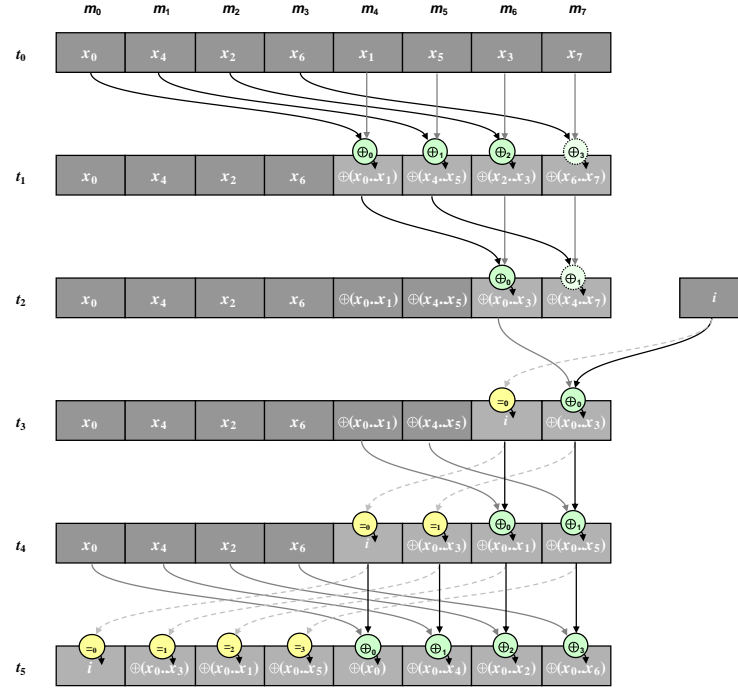 m₀ m₁ m₂ m₃ m₄ m₅ m₆ m₇
t₀ x₀ x₄ x₂ x₆ x₁ x₅ x₃ x₇
⊕₀ ⊕₁ ⊕₂ ⊕₃
t₁ x₀ x₄ x₂ x₆ ⊕(x₀..x₁) ⊕(x₄..x₅) ⊕(x₂..x₃) ⊕(x₆..x₇)
⊕₀ ⊕₁
t₂ x₀ x₄ x₂ x₆ ⊕(x₀..x₁) ⊕(x₄..x₅) ⊕(x₀..x₃) ⊕(x₄..x₇) i
=₀ ⊕₀
t₃ x₀ x₄ x₂ x₆ ⊕(x₀..x₁) ⊕(x₄..x₅) i ⊕(x₀..x₃)
=₀ =₁ ⊕₀ ⊕₁
t₄ x₀ x₄ x₂ x₆ i ⊕(x₀..x₃) ⊕(x₀..x₁) ⊕(x₀..x₅)
=₀ =₁ =₂ =₃ ⊕₀ ⊕₁ ⊕₂ ⊕₃
t₅ i ⊕(x₀..x₃) ⊕(x₀..x₁) ⊕(x₀..x₅) ⊕(x₀) ⊕(x₀..x₄) ⊕(x₀..x₂) ⊕(x₀..x₆)